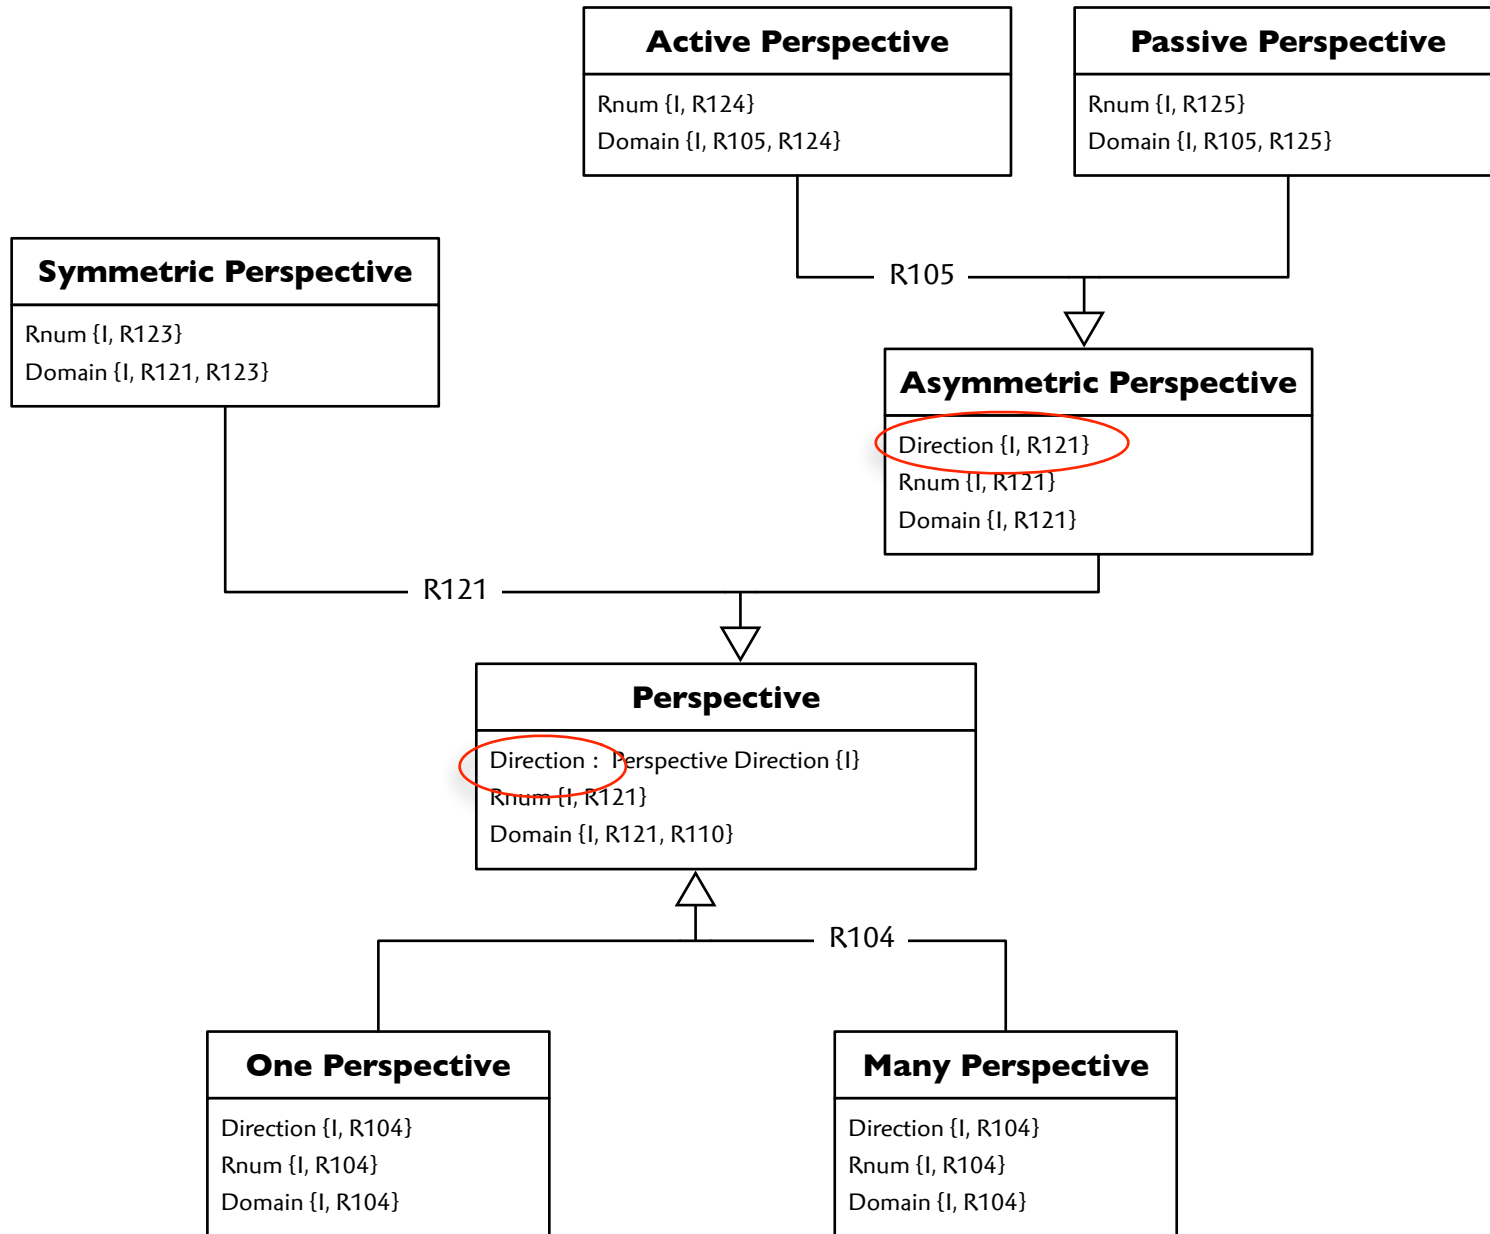 Active Perspective
Rnum {I, R124}
Domain {I, R105, R124}
Passive Perspective
Rnum {I, R125}
Domain {I, R105, R125}
Symmetric Perspective
Rnum {I, R123}
Domain {I, R121, R123}
R105
Asymmetric Perspective
Direction {I, R121}
Rnum {I, R121}
Domain {I, R121}
R121
Perspective
Direction : Perspective Direction {I}
Rnum {I, R121}
Domain {I, R121, R110}
R104
One Perspective
Direction {I, R104}
Rnum {I, R104}
Domain {I, R104}
Many Perspective
Direction {I, R104}
Rnum {I, R104}
Domain {I, R104}